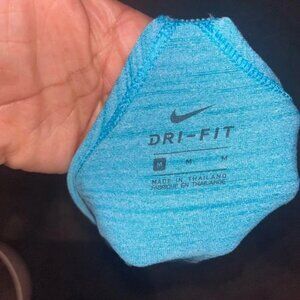 DRI-FIT
M M M
MADE IN THAILAND
FABRIQUÉ EN THAÏLANDE